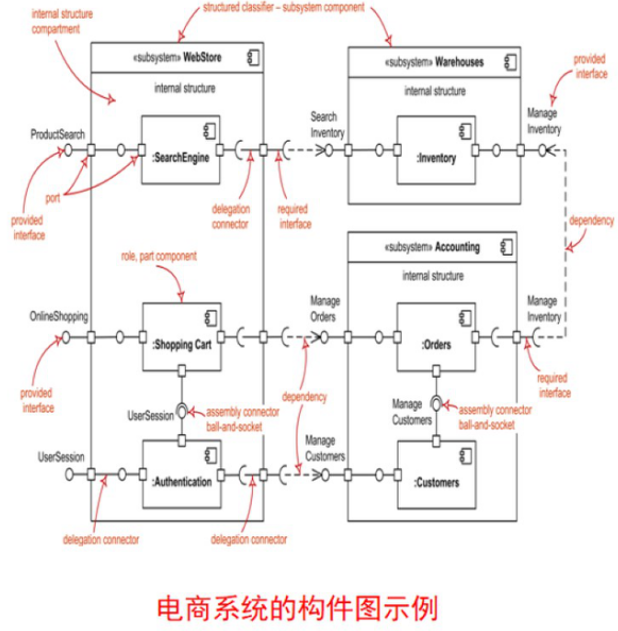 structured classifier – subsystem component
internal structure
compartment
«subsystem» WebStore
internal structure
«subsystem» Warehouses
internal structure
provided
interface
ProductSearch
:SearchEngine
Search
Inventory
:Inventory
Manage
Inventory
port
provided
interface
delegation
connector
required
interface
dependency
role, part component
«subsystem» Accounting
internal structure
OnlineShopping
:Shopping Cart
Manage
Orders
:Orders
Manage
Inventory
provided
interface
dependency
required
interface
UserSession
assembly connector
ball-and-socket
Manage
Customers
assembly connector
ball-and-socket
UserSession
:Authentication
Manage
Customers
:Customers
delegation connector
delegation connector
电商系统的构件图示例